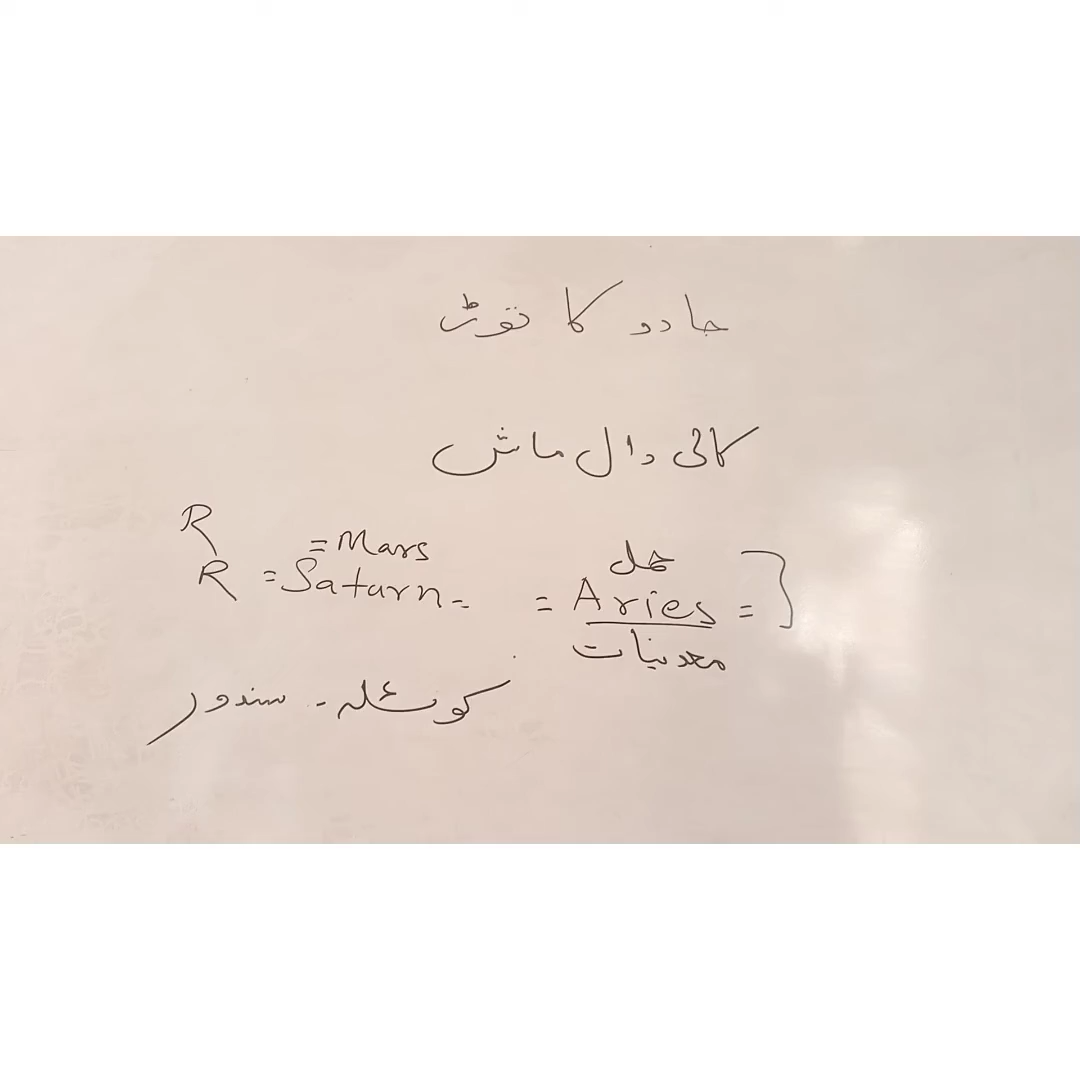 جادو کا توڑ
کالی دال ماش
R = Mars
R = Saturn - = حمل
Aries = }
معدنیات
کوئلہ - سندور